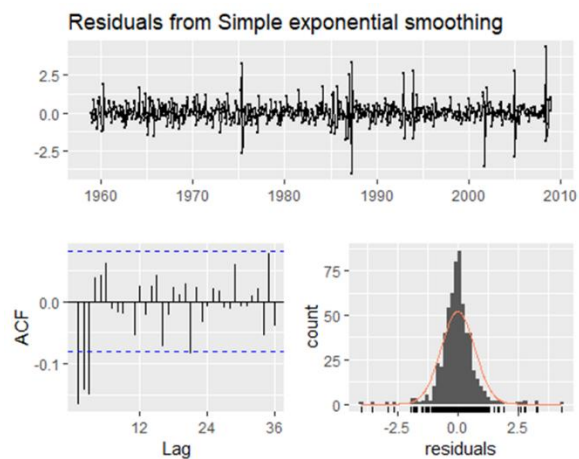 Residuals from Simple exponential smoothing
2.5
0.0
-2.5
1960 1970 1980 1990 2000 2010
ACF
0.0
-0.1
12 24 36
Lag
count
75
50
25
0
-2.5 0.0 2.5
residuals